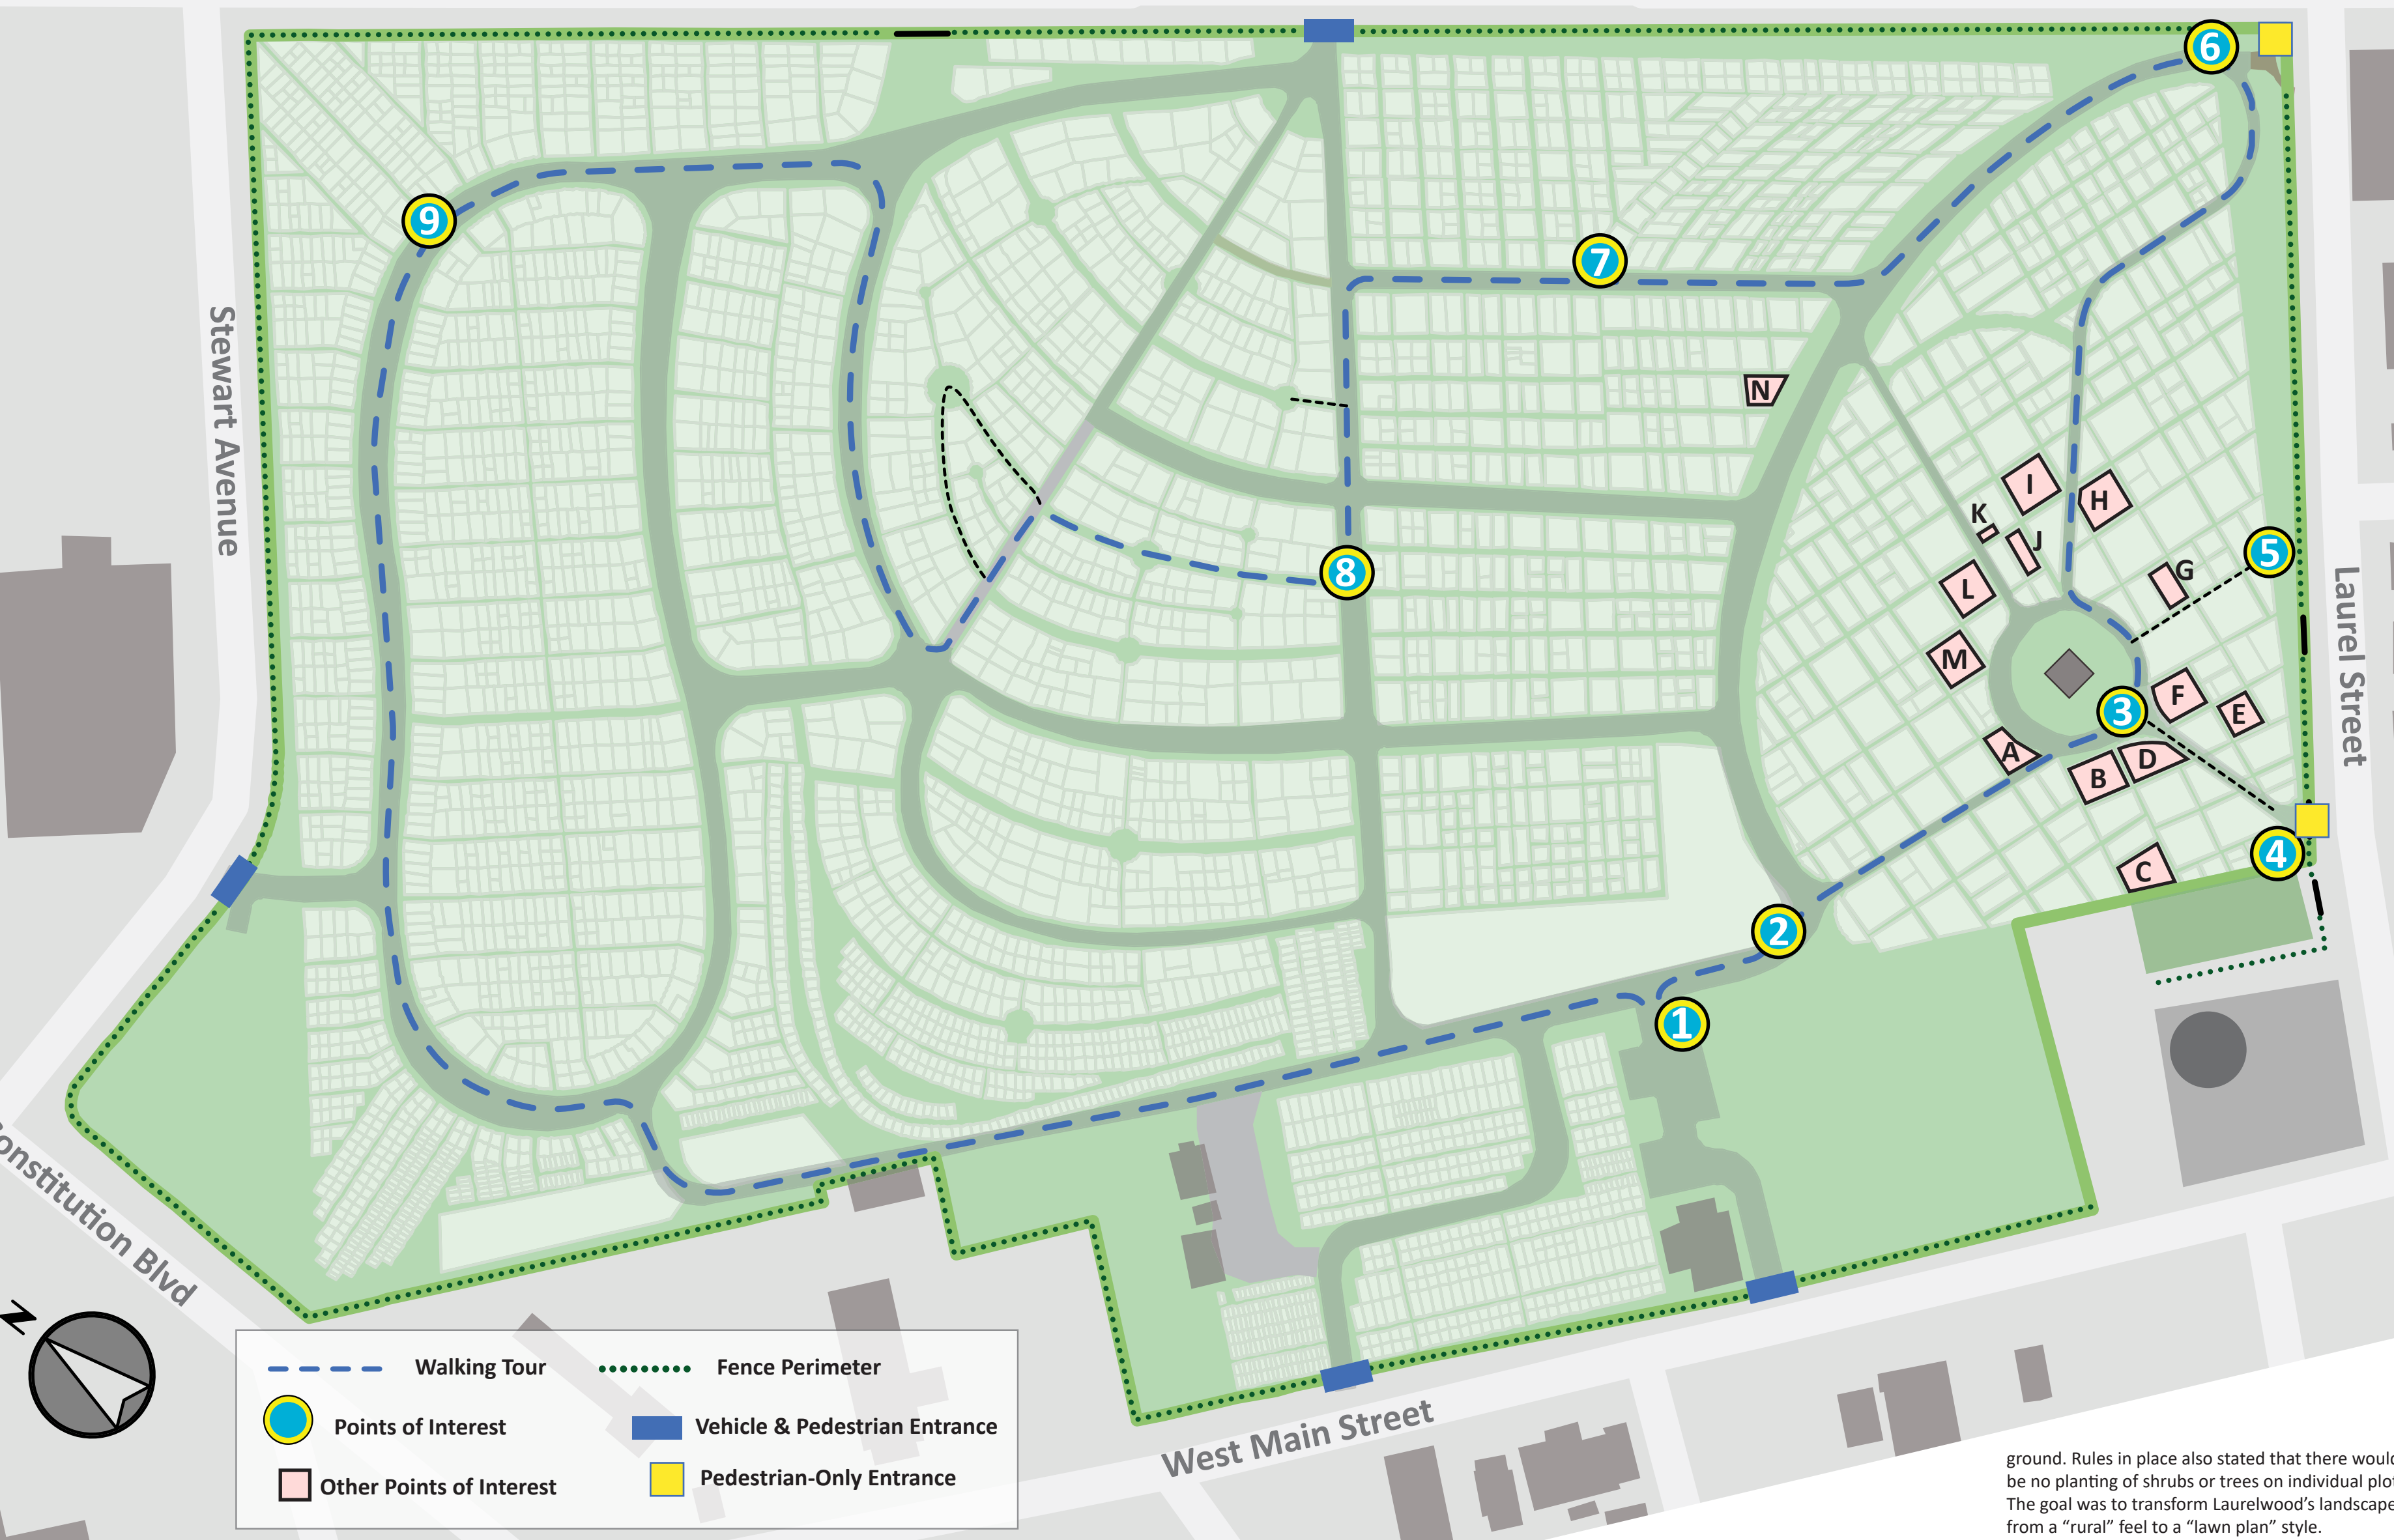 6
9
7
N
Stewart Avenue
I
H
K
J
5
G
8
L
Laurel Street
M
F
3
E
A
D
B
4
C
2
1
onstitution Blvd
N
Walking Tour
Fence Perimeter
Points of Interest
Vehicle & Pedestrian Entrance
Other Points of Interest
Pedestrian-Only Entrance
West Main Street
ground. Rules in place also stated that there would
be no planting of shrubs or trees on individual plot
The goal was to transform Laurelwood's landscape
from a "rural" feel to a "lawn plan" style.